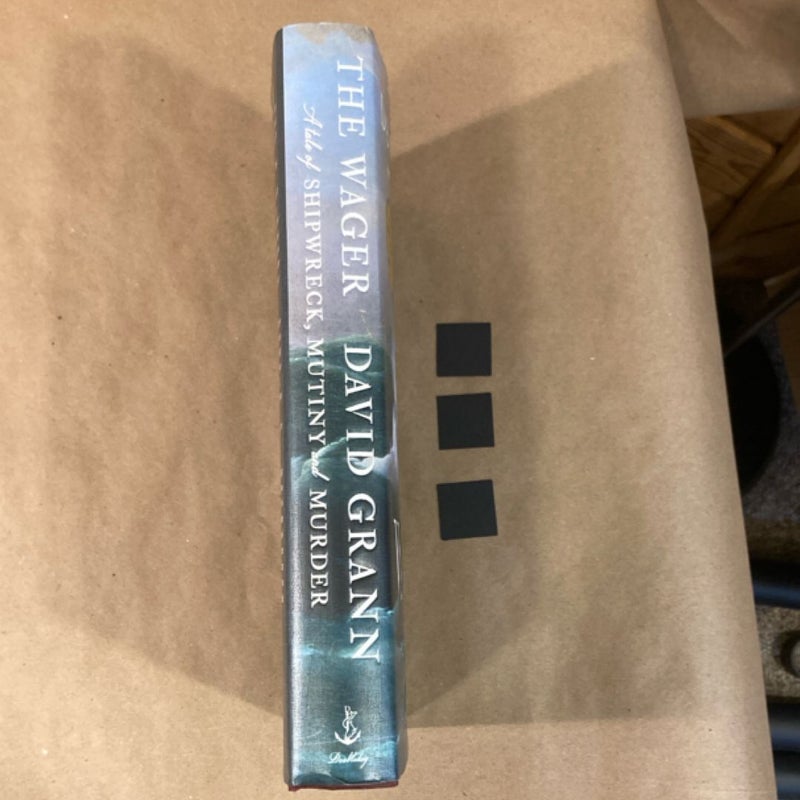 THE WAGER
DAVID GRANN
A tale of SHIPWRECK, MUTINY and MURDER
Doubleday